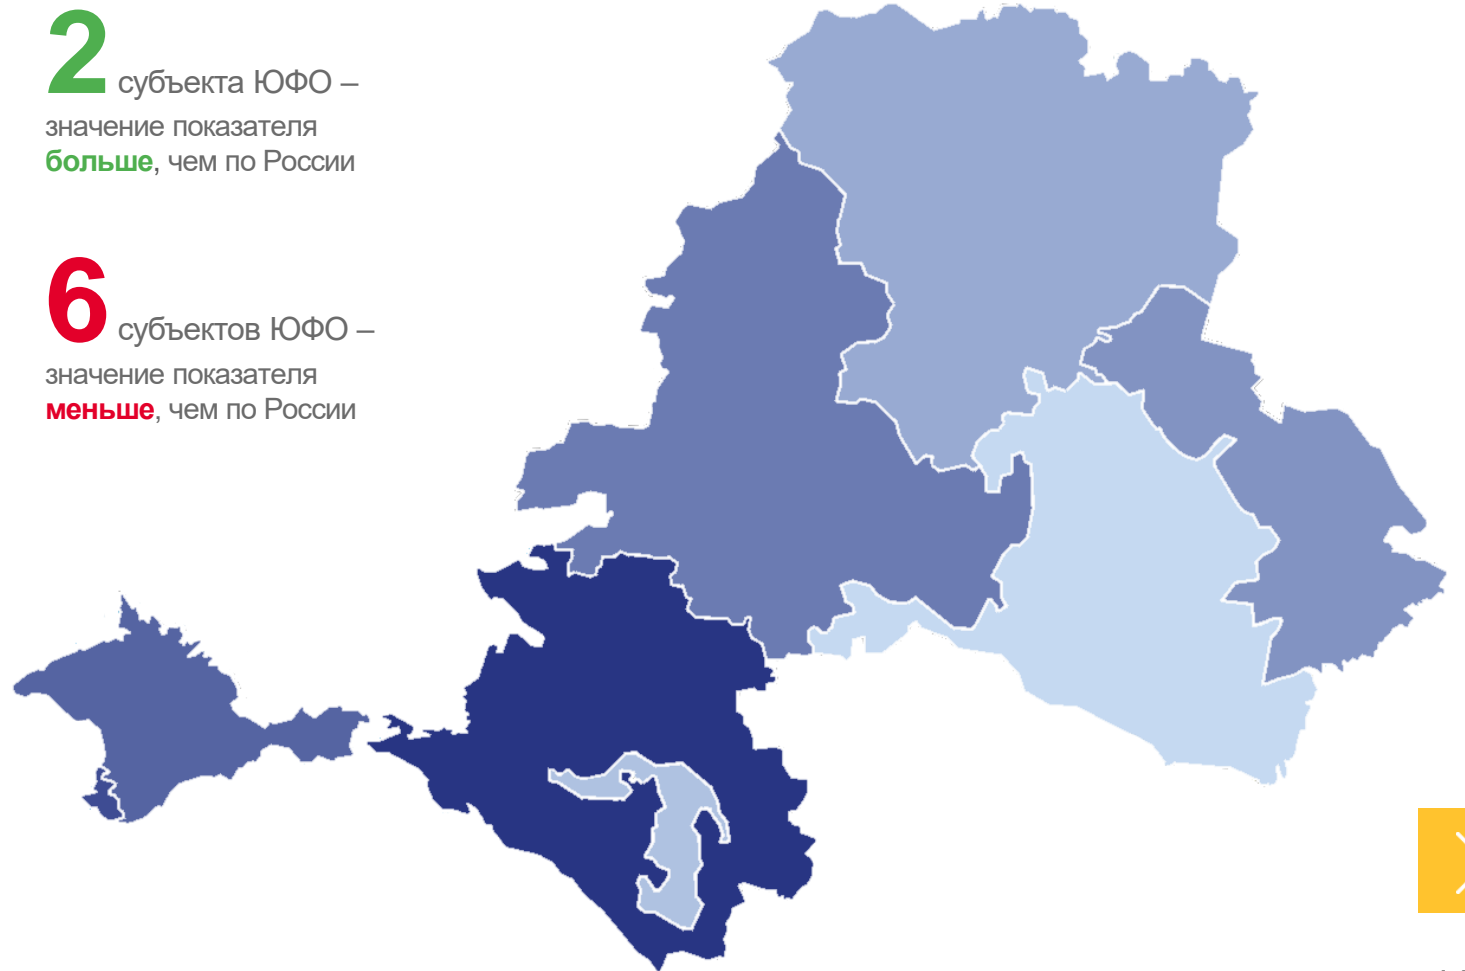 2 субъекта ЮФО –
значение показателя
больше, чем по России
6 субъектов ЮФО –
значение показателя
меньше, чем по России